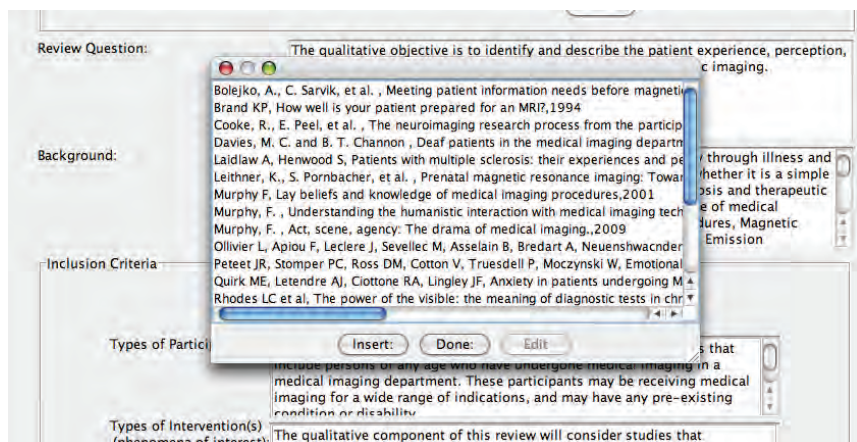 Review Question:
The qualitative objective is to identify and describe the patient experience, perception,
c imaging.
Bolejko, A., C. Sarvik, et al. , Meeting patient information needs before magneti
Brand KP, How well is your patient prepared for an MRI?,1994
Cooke, R., E. Peel, et al. , The neuroimaging research process from the particip
Davies, M. C. and B. T. Channon , Deaf patients in the medical imaging departm
Laidlaw A, Henwood S, Patients with multiple sclerosis: their experiences and pe
Leithner, K., S. Pornbacher, et al. , Prenatal magnetic resonance imaging: Towar
Murphy F, Lay beliefs and knowledge of medical imaging procedures,2001
Murphy, F. , Understanding the humanistic interaction with medical imaging tech
Murphy, F. , Act, scene, agency: The drama of medical imaging.,2009
Ollivier L, Apiou F, Leclere J, Sevellec M, Asselain B, Bredart A, Neuenshwacnder
Peteet JR, Stomper PC, Ross DM, Cotton V, Truesdell P, Moczynski W, Emotional
Quirk ME, Letendre AJ, Ciottone RA, Lingley JF, Anxiety in patients undergoing M
Rhodes LC et al, The power of the visible: the meaning of diagnostic tests in chr
Insert:
Done:
Edit
Background:
y through illness and
whether it is a simple
osis and therapeutic
e of medical
dures, Magnetic
Emission
Inclusion Criteria
Types of Partici
s that
include persons of any age who have undergone medical imaging in a
medical imaging department. These participants may be receiving medical
imaging for a wide range of indications, and may have any pre-existing
condition or disability
Types of Intervention(s)
(phenomena of interest):
The qualitative component of this review will consider studies that